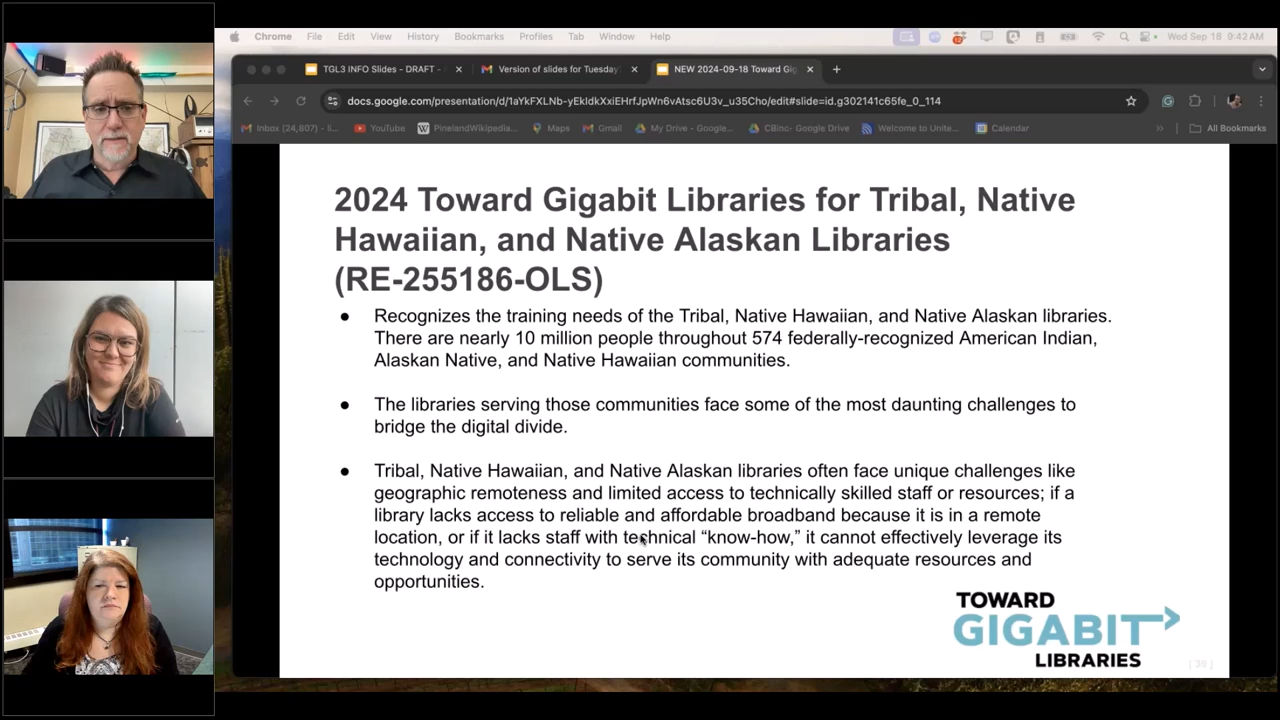 Chrome File Edit View History Bookmarks Profiles Tab Window Help
Wed Sep 18 9:42 AM
TGL3 INFO Slides - DRAFT -
Version of slides for Tuesday
NEW 2024-09-18 Toward Gig
docs.google.com/presentation/d/1aYkFXLNb-yEkIdkXxiEHrfJpWn6vAtsc6U3v_u35Cho/edit#slide=id.g302141c65fe_0_114
Inbox (24,807) - li... YouTube PinelandWikipedia... Maps Gmail My Drive - Google... CBinc- Google Drive Welcome to Unite... Calendar » All Bookmarks
2024 Toward Gigabit Libraries for Tribal, Native
Hawaiian, and Native Alaskan Libraries
(RE-255186-OLS)
● Recognizes the training needs of the Tribal, Native Hawaiian, and Native Alaskan libraries.
There are nearly 10 million people throughout 574 federally-recognized American Indian,
Alaskan Native, and Native Hawaiian communities.
● The libraries serving those communities face some of the most daunting challenges to
bridge the digital divide.
● Tribal, Native Hawaiian, and Native Alaskan libraries often face unique challenges like
geographic remoteness and limited access to technically skilled staff or resources; if a
library lacks access to reliable and affordable broadband because it is in a remote
location, or if it lacks staff with technical “know-how,” it cannot effectively leverage its
technology and connectivity to serve its community with adequate resources and
opportunities.
TOWARD
GIGABIT
LIBRARIES